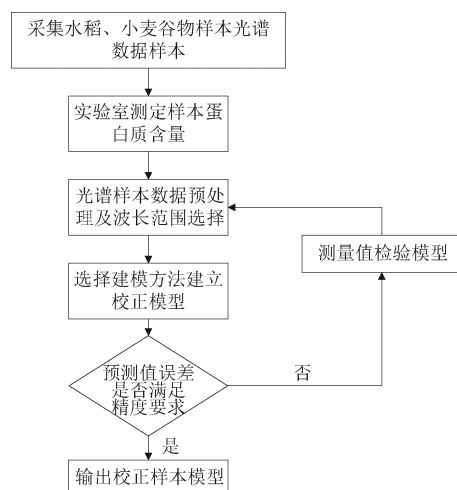 采集水稻、小麦谷物样本光谱
数据样本
实验室测定样本蛋
白质含量
光谱样本数据预处
理及波长范围选择
测量值检验模型
选择建模方法建立
校正模型
预测值误差
是否满足
精度要求
否
是
输出校正样本模型